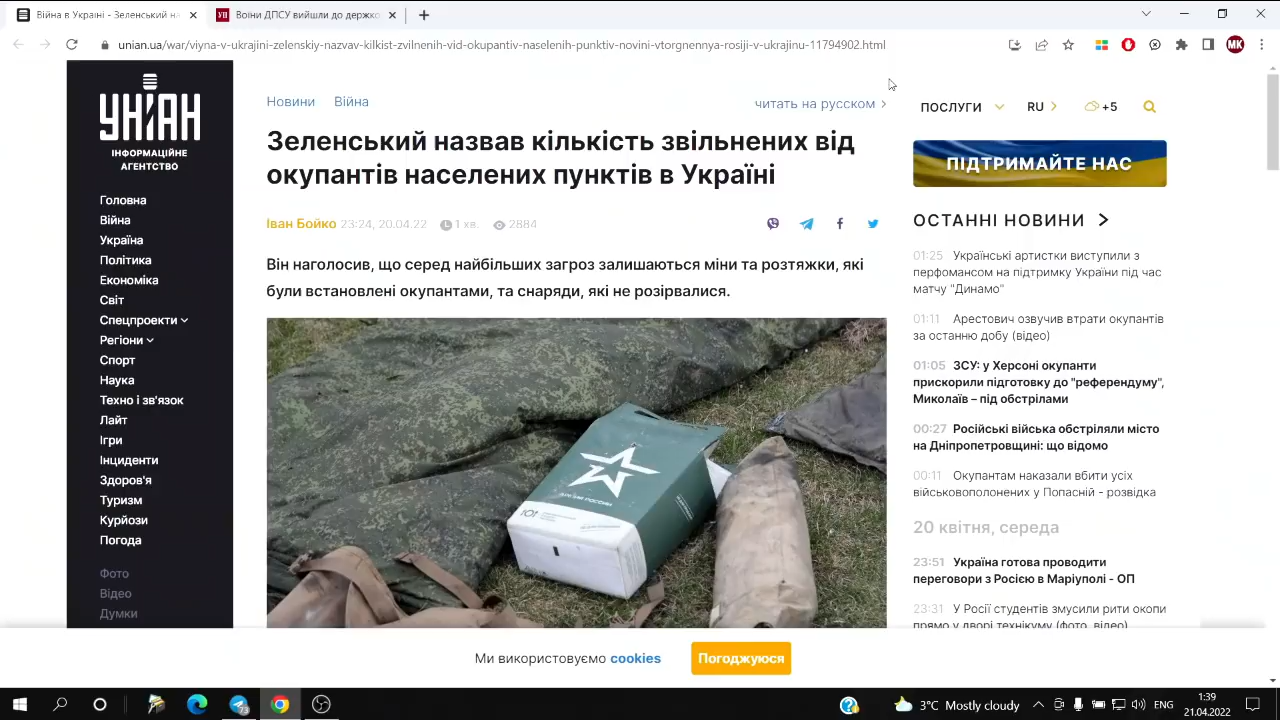 Війна в Україні - Зеленський на
Воїни ДПСУ вийшли до держко
unian.ua/war/viyna-v-ukrajini-zelenskiy-nazvav-kilkist-zvilnenih-vid-okupantiv-naselenih-punktiv-novini-vtorgnennya-rosiji-v-ukrajinu-11794902.html
MK
УНІАН
ІНФОРМАЦІЙНЕ
АГЕНТСТВО
Головна
Війна
Україна
Політика
Економіка
Світ
Спецпроекти
Регіони
Спорт
Наука
Техно і зв'язок
Лайт
Ігри
Інциденти
Здоров'я
Туризм
Курйози
Погода
Фото
Відео
Думки
Новини Війна
читать на русском >
Зеленський назвав кількість звільнених від
окупантів населених пунктів в Україні
Іван Бойко 23:24, 20.04.22 1 хв. 2884
Він наголосив, що серед найбільших загроз залишаються міни та розтяжки, які
були встановлені окупантами, та снаряди, які не розірвалися.
ПОСЛУГИ RU +5
ПІДТРИМАЙТЕ НАС
ОСТАННІ НОВИНИ
01:25 Українські артистки виступили з
перфомансом на підтримку України під час
матчу "Динамо"
01:11 Арестович озвучив втрати окупантів
за останню добу (відео)
01:05 ЗСУ: у Херсоні окупанти
прискорили підготовку до "референдуму",
Миколаїв – під обстрілами
00:27 Російські війська обстріляли місто
на Дніпропетровщині: що відомо
00:11 Окупантам наказали вбити усіх
військовополонених у Попасній - розвідка
20 квітня, середа
23:51 Україна готова проводити
переговори з Росією в Маріуполі - ОП
23:31 У Росії студентів змусили рити окопи
прямо у дворі технікуму (фото, відео)
Ми використовуємо cookies
Погоджуюся
3°C Mostly cloudy
ENG
1:39
21.04.2022